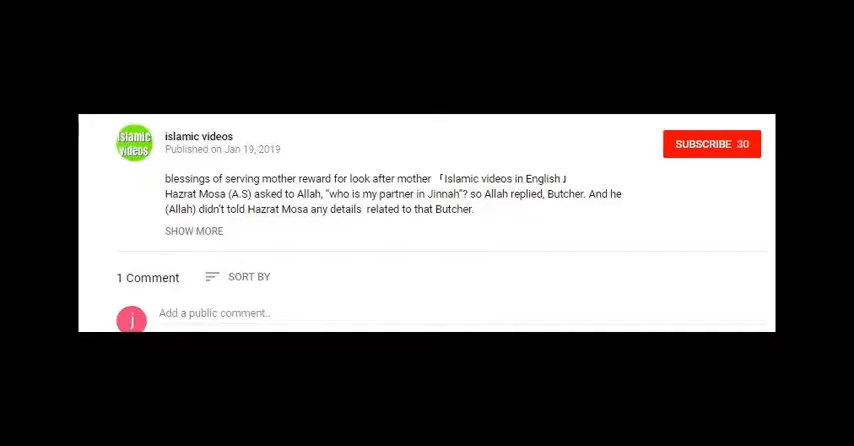 Islamic
videos
islamic videos
Published on Jan 19, 2019
SUBSCRIBE 30
blessings of serving mother reward for look after mother 「Islamic videos in English」
Hazrat Mosa (A.S) asked to Allah, “who is my partner in Jinnah”? so Allah replied, Butcher. And he
(Allah) didn’t told Hazrat Mosa any details related to that Butcher.
SHOW MORE
1 Comment
SORT BY
j
Add a public comment..